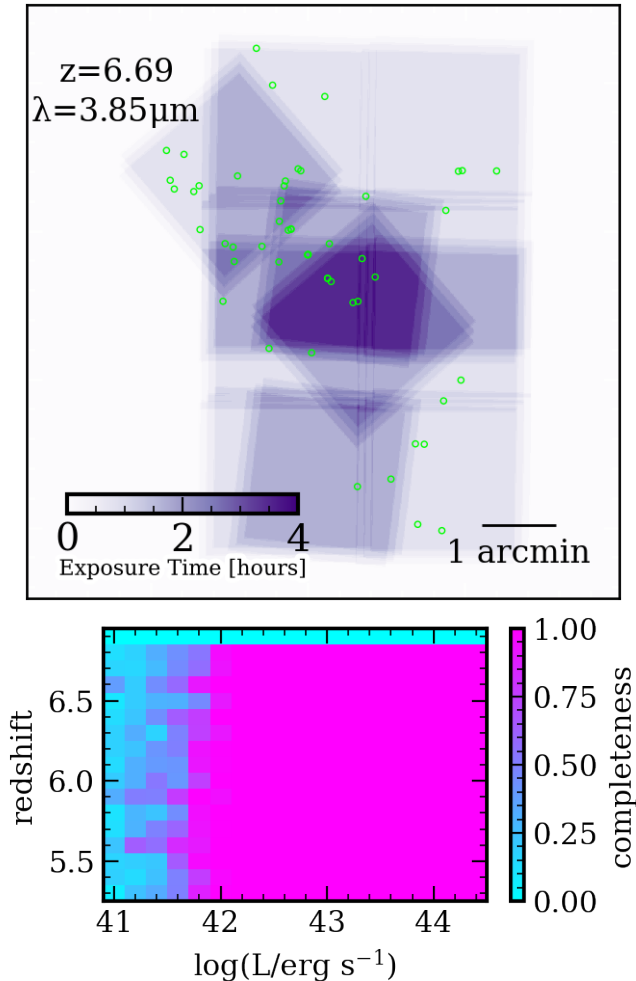 z=6.69
λ=3.85μm
0 2 4
Exposure Time [hours]
1 arcmin
6.5
6.0
5.5
redshift
41 42 43 44
log(L/erg s⁻¹)
1.00
0.75
0.50
0.25
0.00
completeness